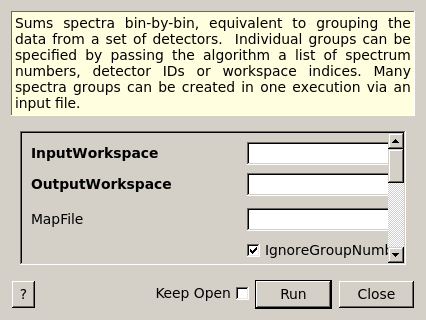 Sums spectra bin-by-bin, equivalent to grouping the
data from a set of detectors. Individual groups can be
specified by passing the algorithm a list of spectrum
numbers, detector IDs or workspace indices. Many
spectra groups can be created in one execution via an
input file.
InputWorkspace
OutputWorkspace
MapFile
IgnoreGroupNumb
? Keep Open Run Close